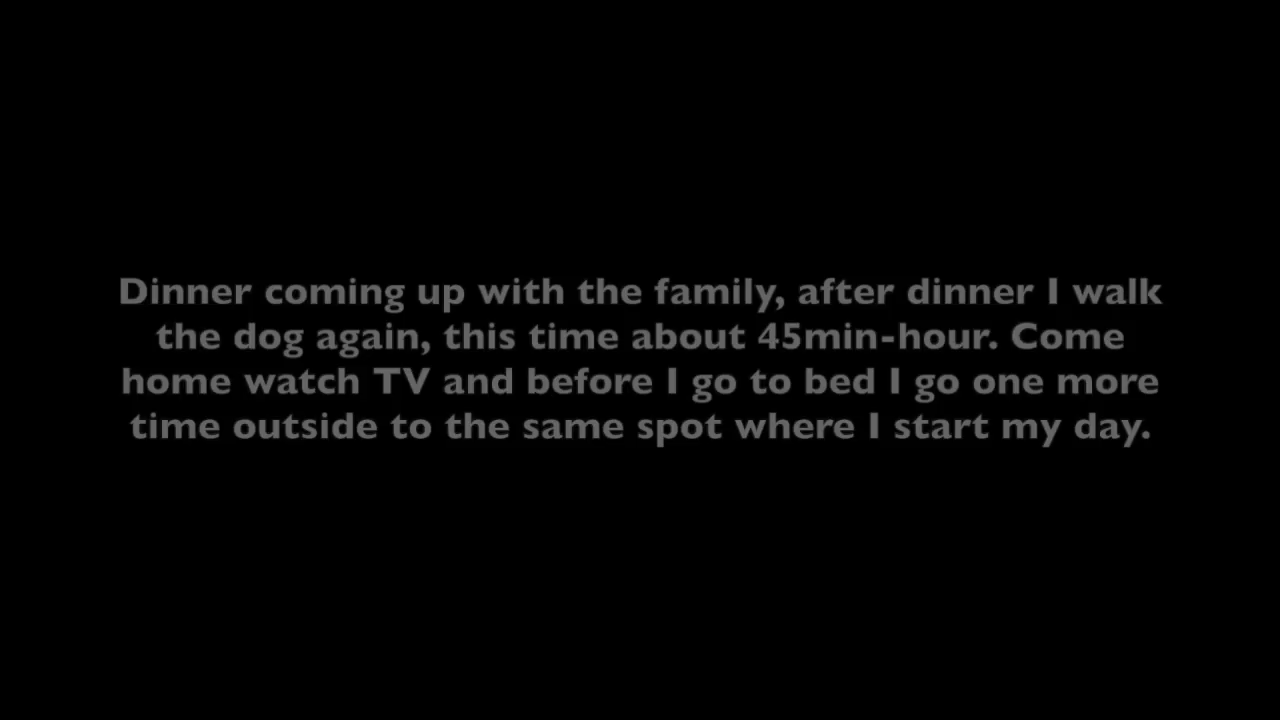 Dinner coming up with the family, after dinner I walk
the dog again, this time about 45min-hour. Come
home watch TV and before I go to bed I go one more
time outside to the same spot where I start my day.